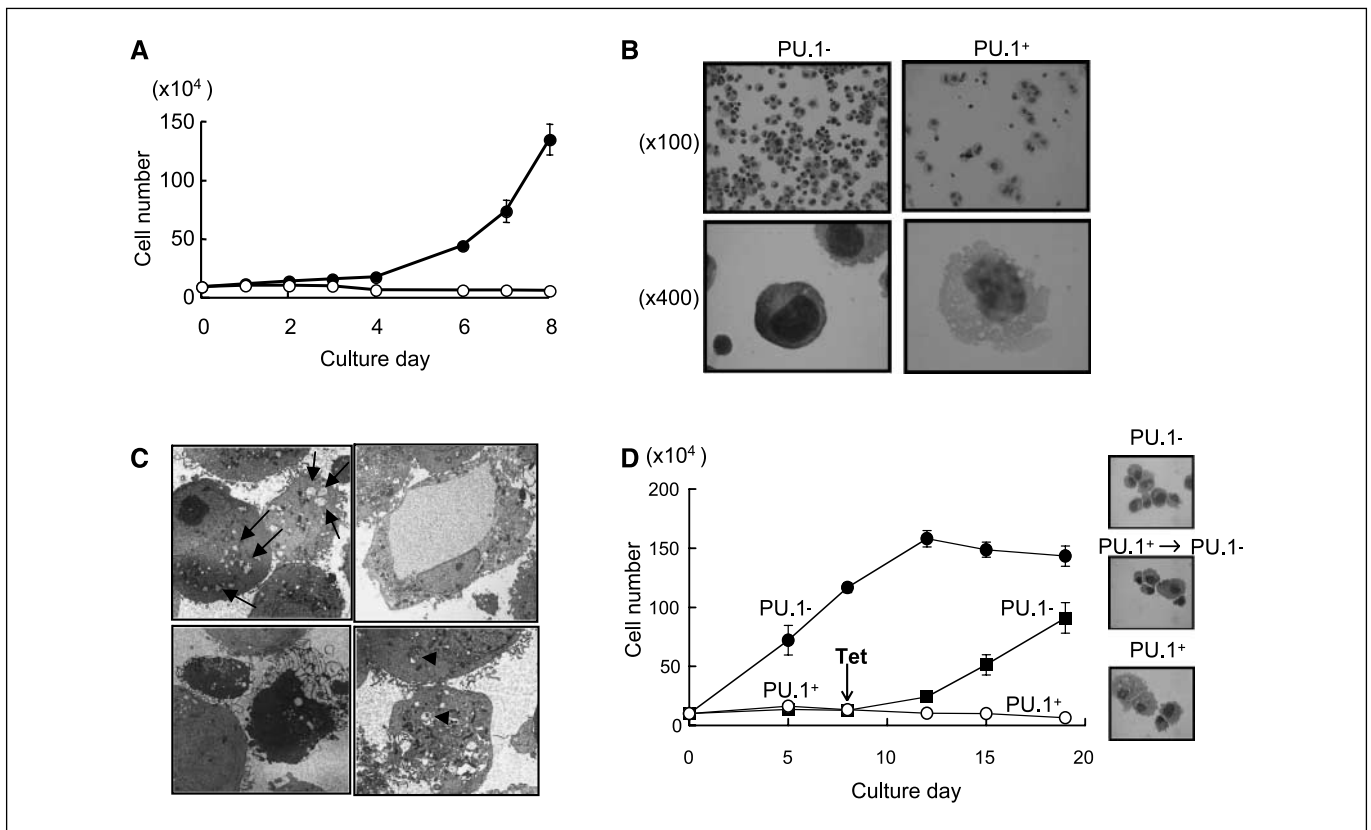 A
(x10⁴)
150
100
50
0
Cell number
0 2 4 6 8
Culture day
B
PU.1- PU.1⁺
(x100)
(x400)
C
D (x10⁴)
200
150
100
50
0
Cell number
PU.1-
PU.1⁺
Tet
PU.1-
PU.1⁺
0 5 10 15 20
Culture day
PU.1-
PU.1⁺ → PU.1-
PU.1⁺